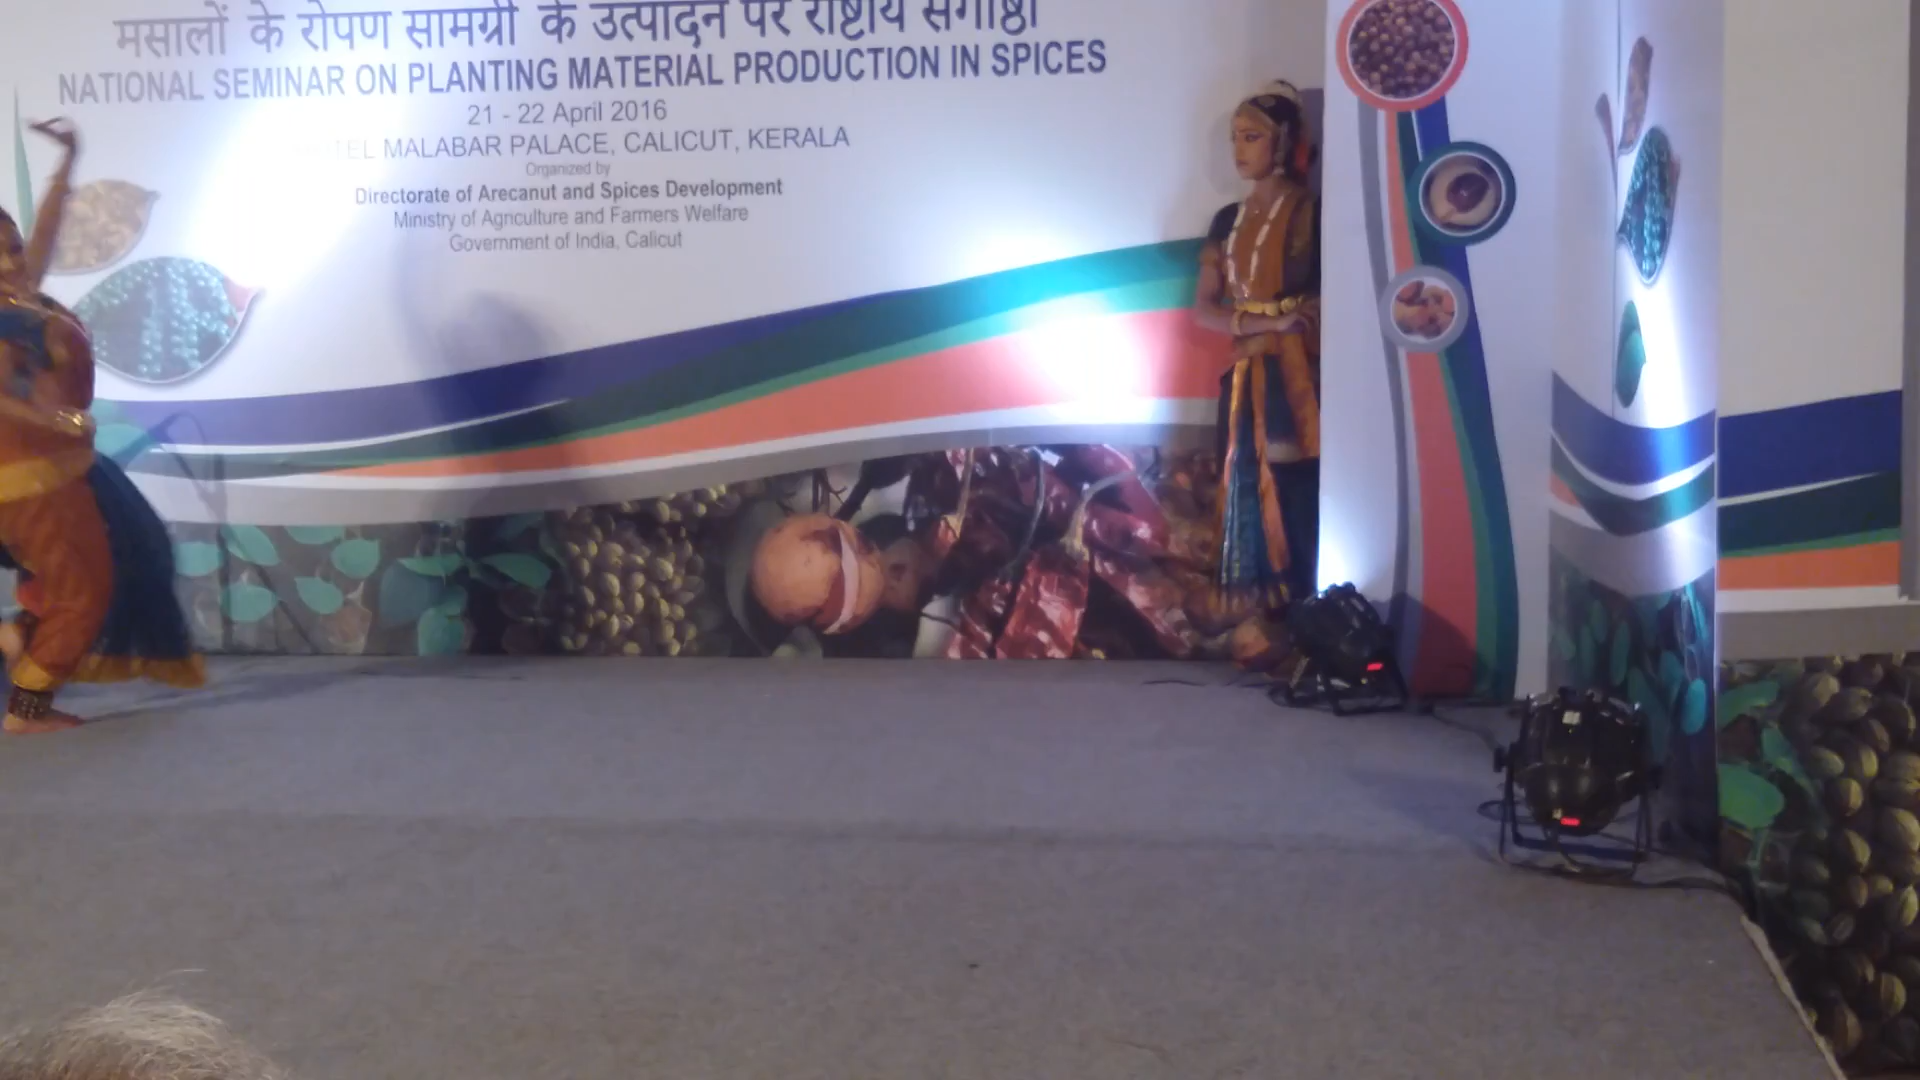 मसालों के रोपण सामग्री के उत्पादन पर राष्ट्रीय संगोष्ठी
NATIONAL SEMINAR ON PLANTING MATERIAL PRODUCTION IN SPICES
21 - 22 April 2016
MALABAR PALACE, CALICUT, KERALA
Organized by
Directorate of Arecanut and Spices Development
Ministry of Agriculture and Farmers Welfare
Government of India, Calicut